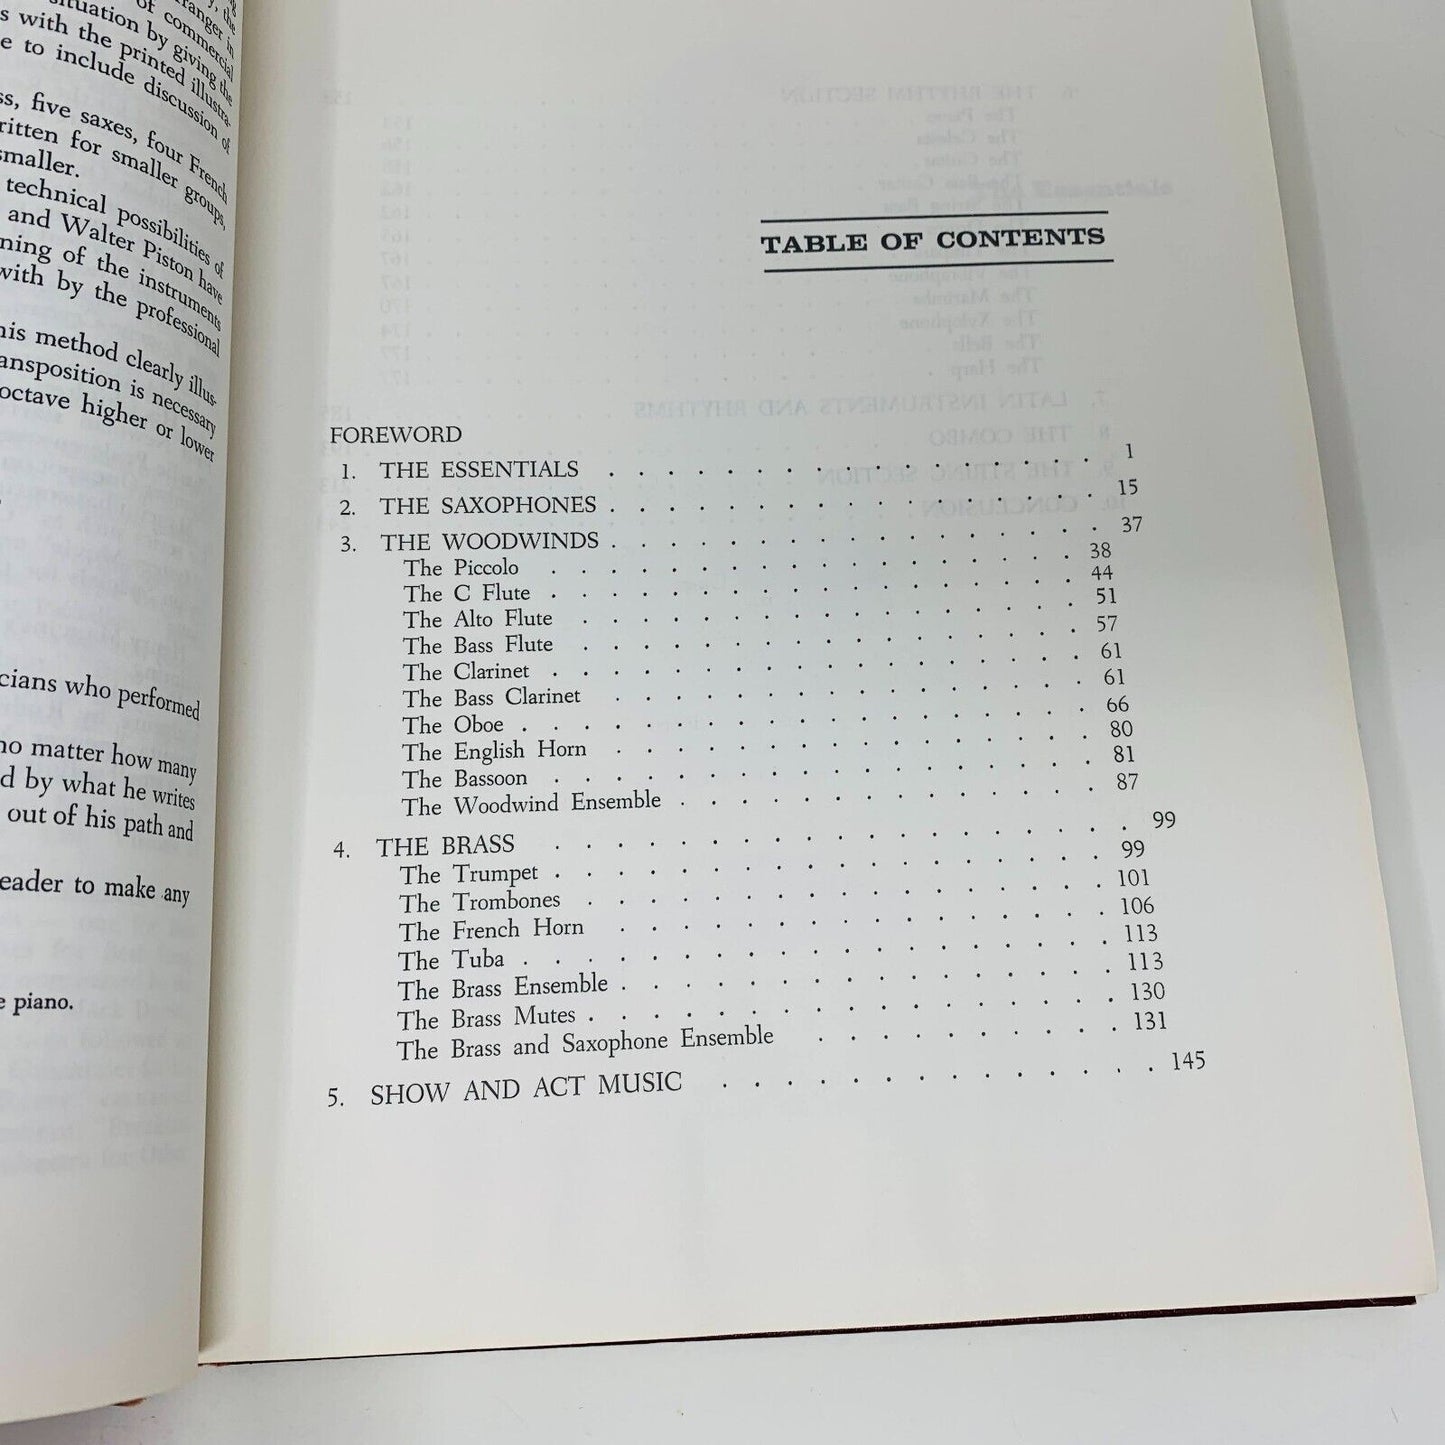 situation by giving the
s with the printed illustra-
e to include discussion of
ss, five saxes, four French
ritten for smaller groups,
smaller.
technical possibilities of
and Walter Piston have
ning of the instruments
with by the professional
his method clearly illus-
ansposition is necessary
octave higher or lower
cians who performed
no matter how many
d by what he writes
out of his path and
eader to make any
e piano.
TABLE OF CONTENTS
FOREWORD
1. THE ESSENTIALS . . . . . . . . . . . . . . . . . 1
2. THE SAXOPHONES . . . . . . . . . . . . . . . . . 15
3. THE WOODWINDS . . . . . . . . . . . . . . . . . 37
The Piccolo . . . . . . . . . . . . . . . . . 38
The C Flute . . . . . . . . . . . . . . . . . 44
The Alto Flute . . . . . . . . . . . . . . . . . 51
The Bass Flute . . . . . . . . . . . . . . . . . 57
The Clarinet . . . . . . . . . . . . . . . . . 61
The Bass Clarinet . . . . . . . . . . . . . . . . 61
The Oboe . . . . . . . . . . . . . . . . . . 66
The English Horn . . . . . . . . . . . . . . . . 80
The Bassoon . . . . . . . . . . . . . . . . . 81
The Woodwind Ensemble . . . . . . . . . . . . . . 87
4. THE BRASS . . . . . . . . . . . . . . . . . . 99
The Trumpet . . . . . . . . . . . . . . . . . 99
The Trombones . . . . . . . . . . . . . . . . . 101
The French Horn . . . . . . . . . . . . . . . . 106
The Tuba . . . . . . . . . . . . . . . . . . 113
The Brass Ensemble . . . . . . . . . . . . . . . . 113
The Brass Mutes . . . . . . . . . . . . . . . . . 130
The Brass and Saxophone Ensemble . . . . . . . . . . 131
5. SHOW AND ACT MUSIC . . . . . . . . . . . . . 145